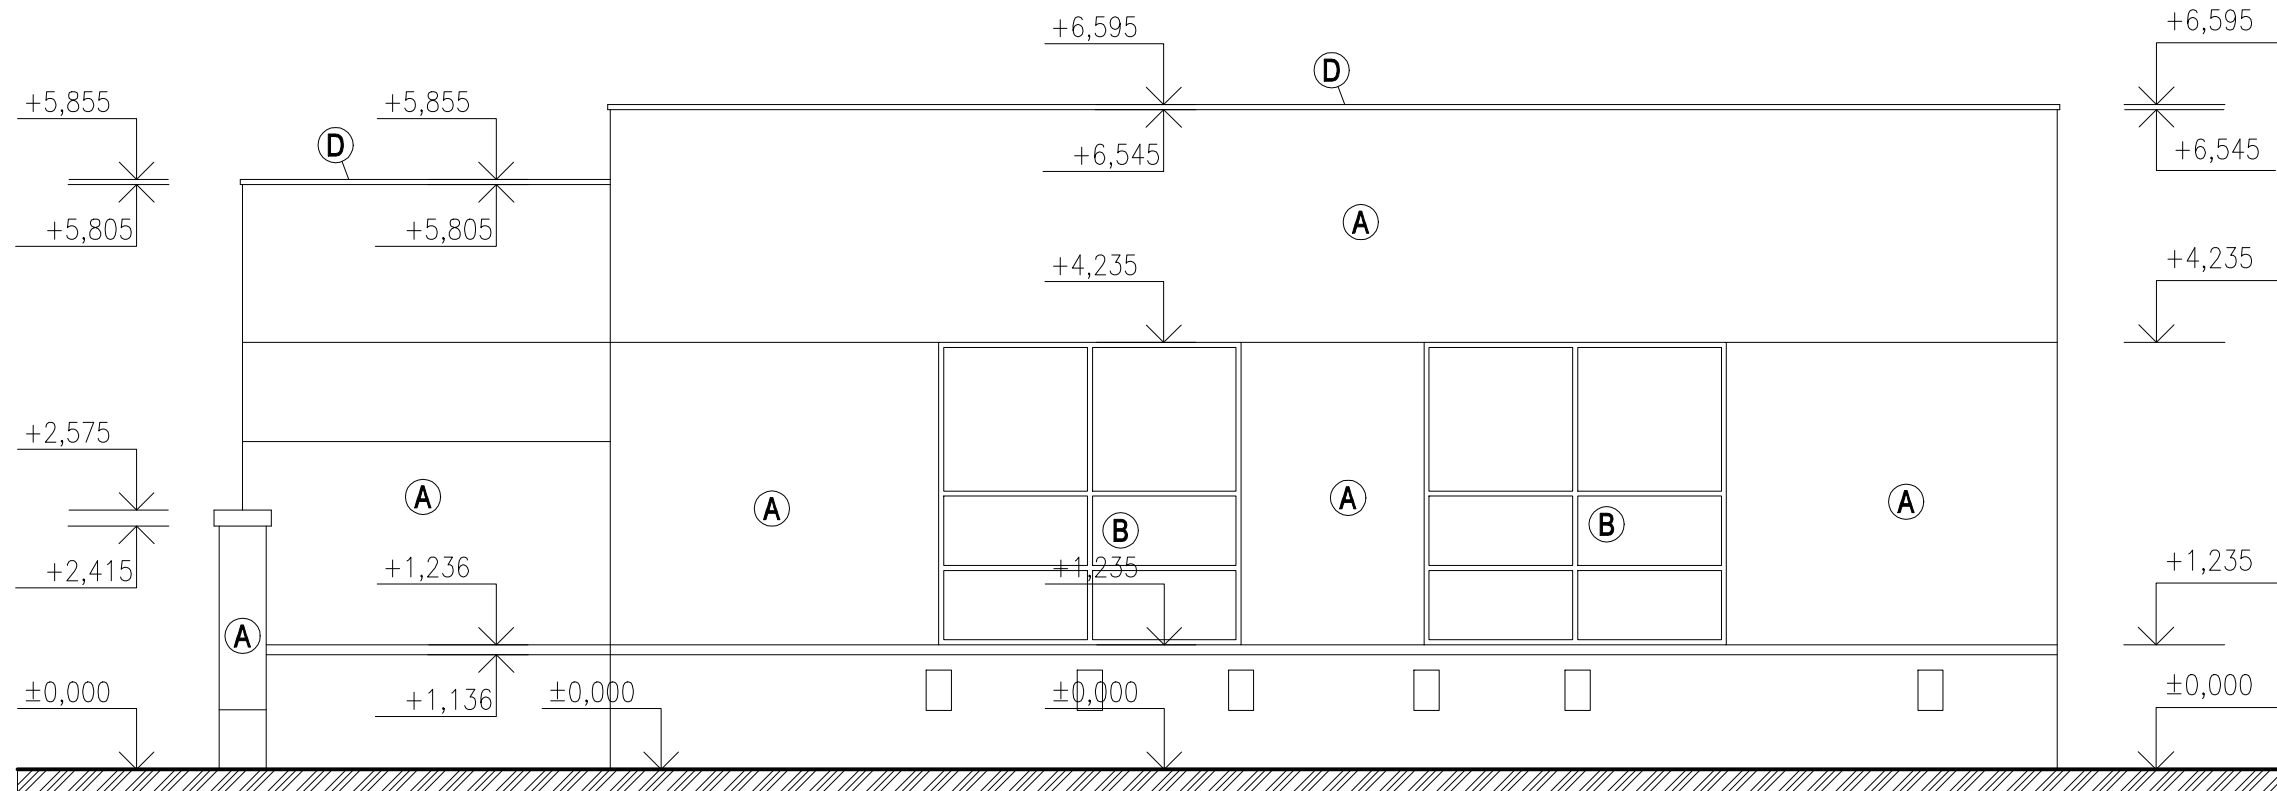 +6,595
+6,595
D
+5,855
+5,855
D
+6,545
+6,545
A
+5,805
+5,805
+4,235
+4,235
+2,575
A
A
A
A
B
B
+2,415
+1,236
+1,235
+1,235
A
±0,000
+1,136
±0,000
±0,000
±0,000